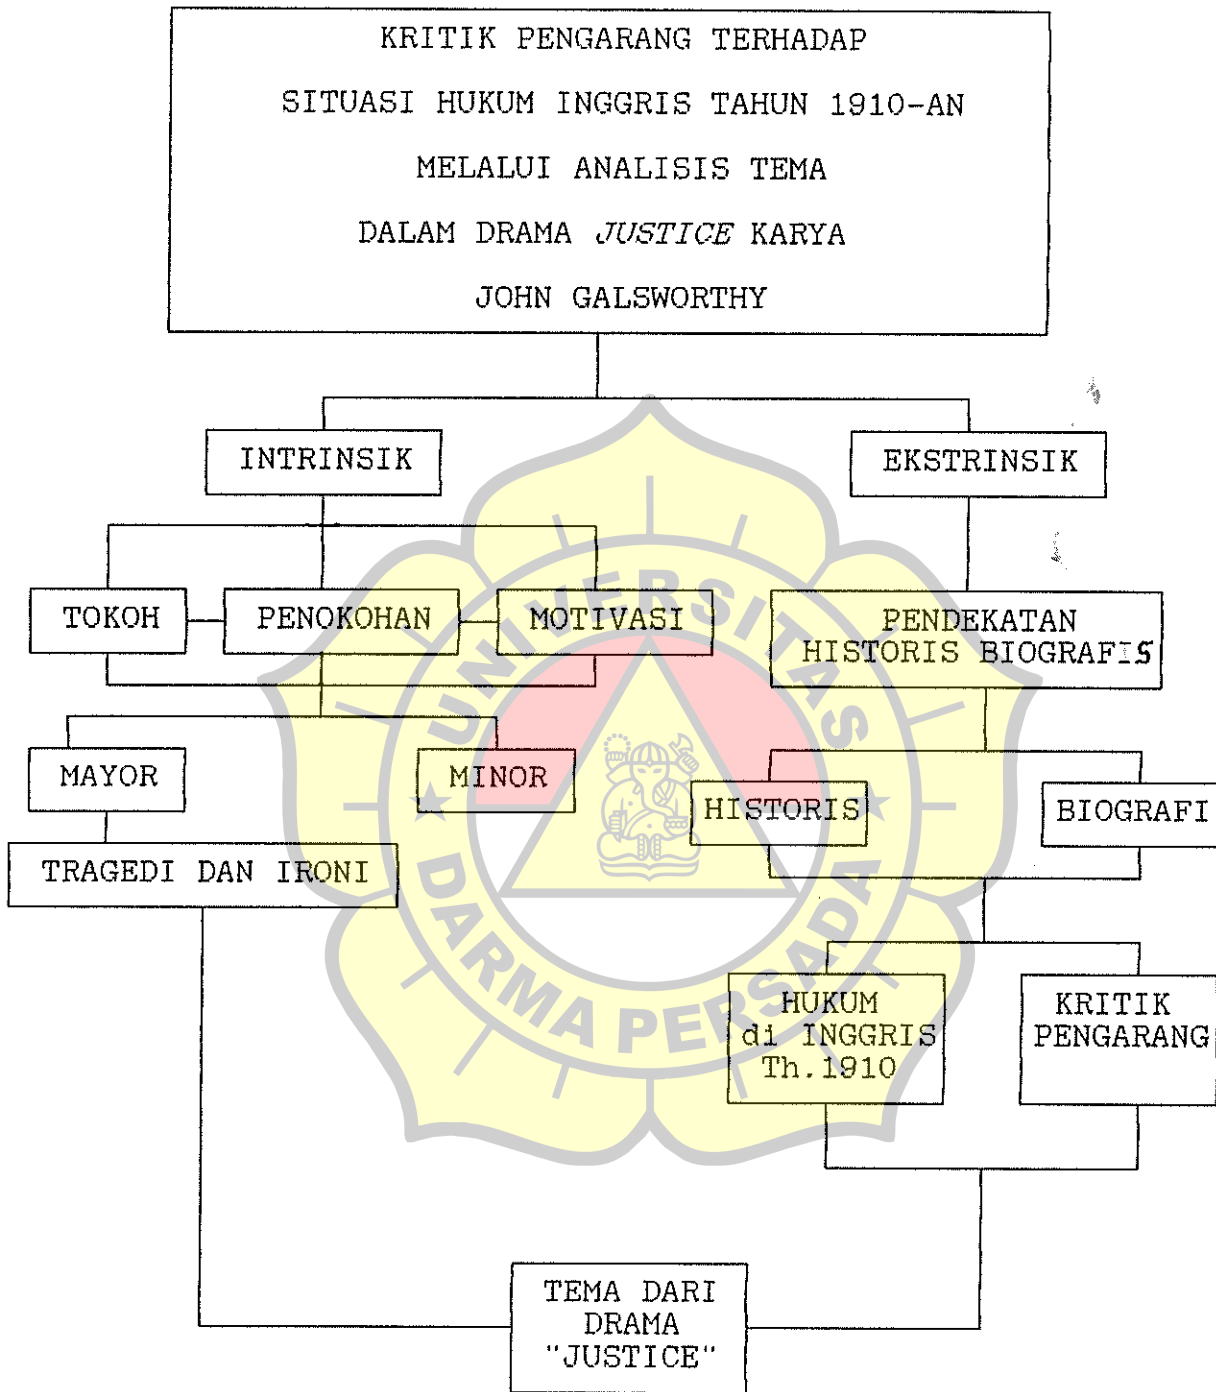 KRITIK PENGARANG TERHADAP
SITUASI HUKUM INGGRIS TAHUN 1910-AN
MELALUI ANALISIS TEMA
DALAM DRAMA JUSTICE KARYA
JOHN GALSWORTHY
INTRINSIK
EKSTRINSIK
TOKOH
PENOKOHAN
MOTIVASI
PENDEKATAN
HISTORIS BIOGRAFIS
MAYOR
MINOR
HISTORIS
BIOGRAFI
TRAGEDI DAN IRONI
HUKUM
di INGGRIS
Th.1910
KRITIK
PENGARANG
TEMA DARI
DRAMA
"JUSTICE"
UNIVERSITAS
DARMA PERSADA